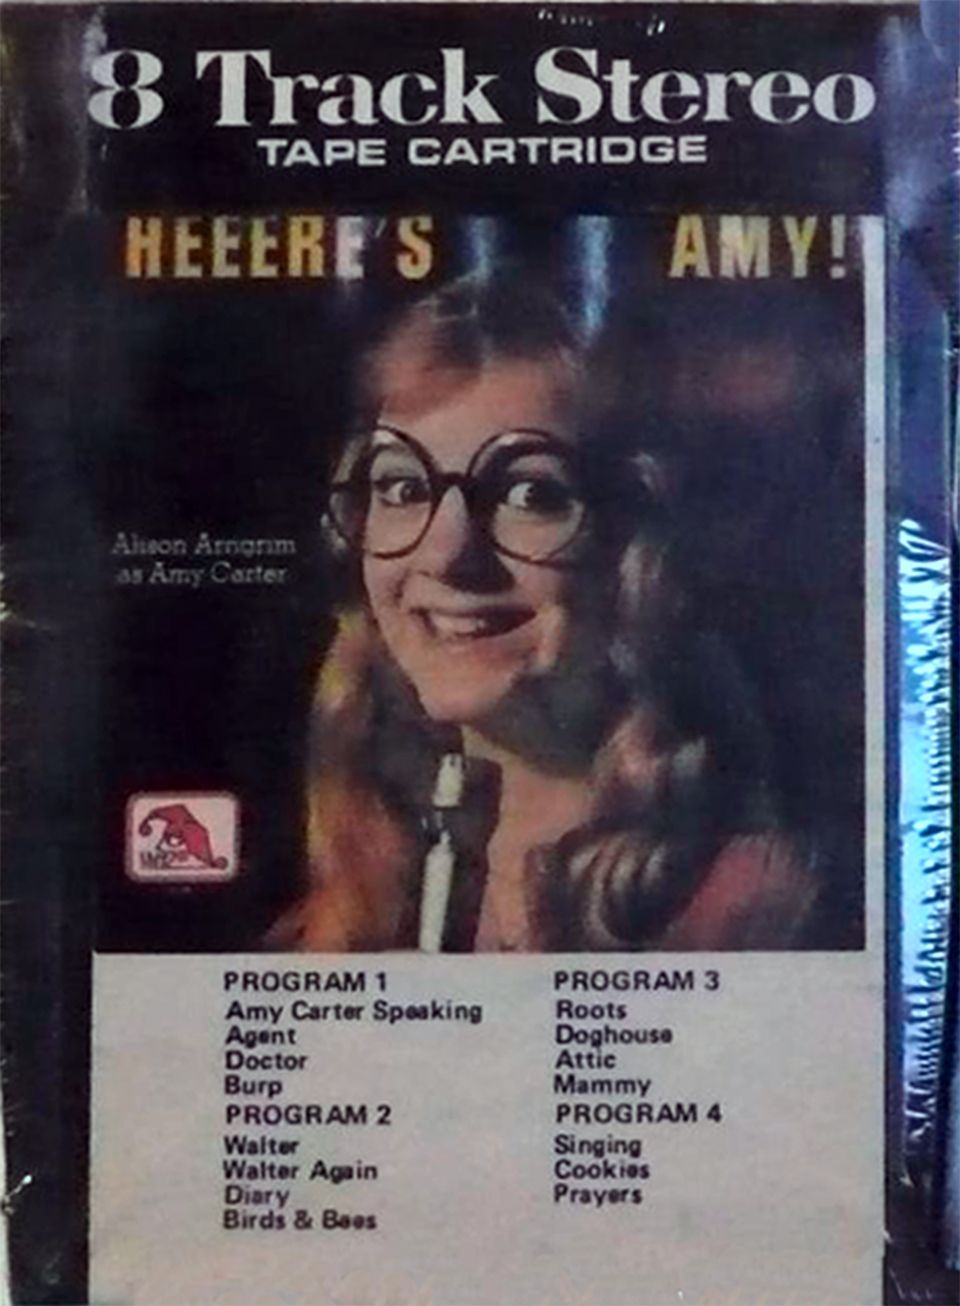 8 Track Stereo
TAPE CARTRIDGE
HEEERE'S AMY!
Alison Arngrim
as Amy Carter
PROGRAM 1
Amy Carter Speaking
Agent
Doctor
Burp
PROGRAM 2
Walter
Walter Again
Diary
Birds & Bees
PROGRAM 3
Roots
Doghouse
Attic
Mammy
PROGRAM 4
Singing
Cookies
Prayers